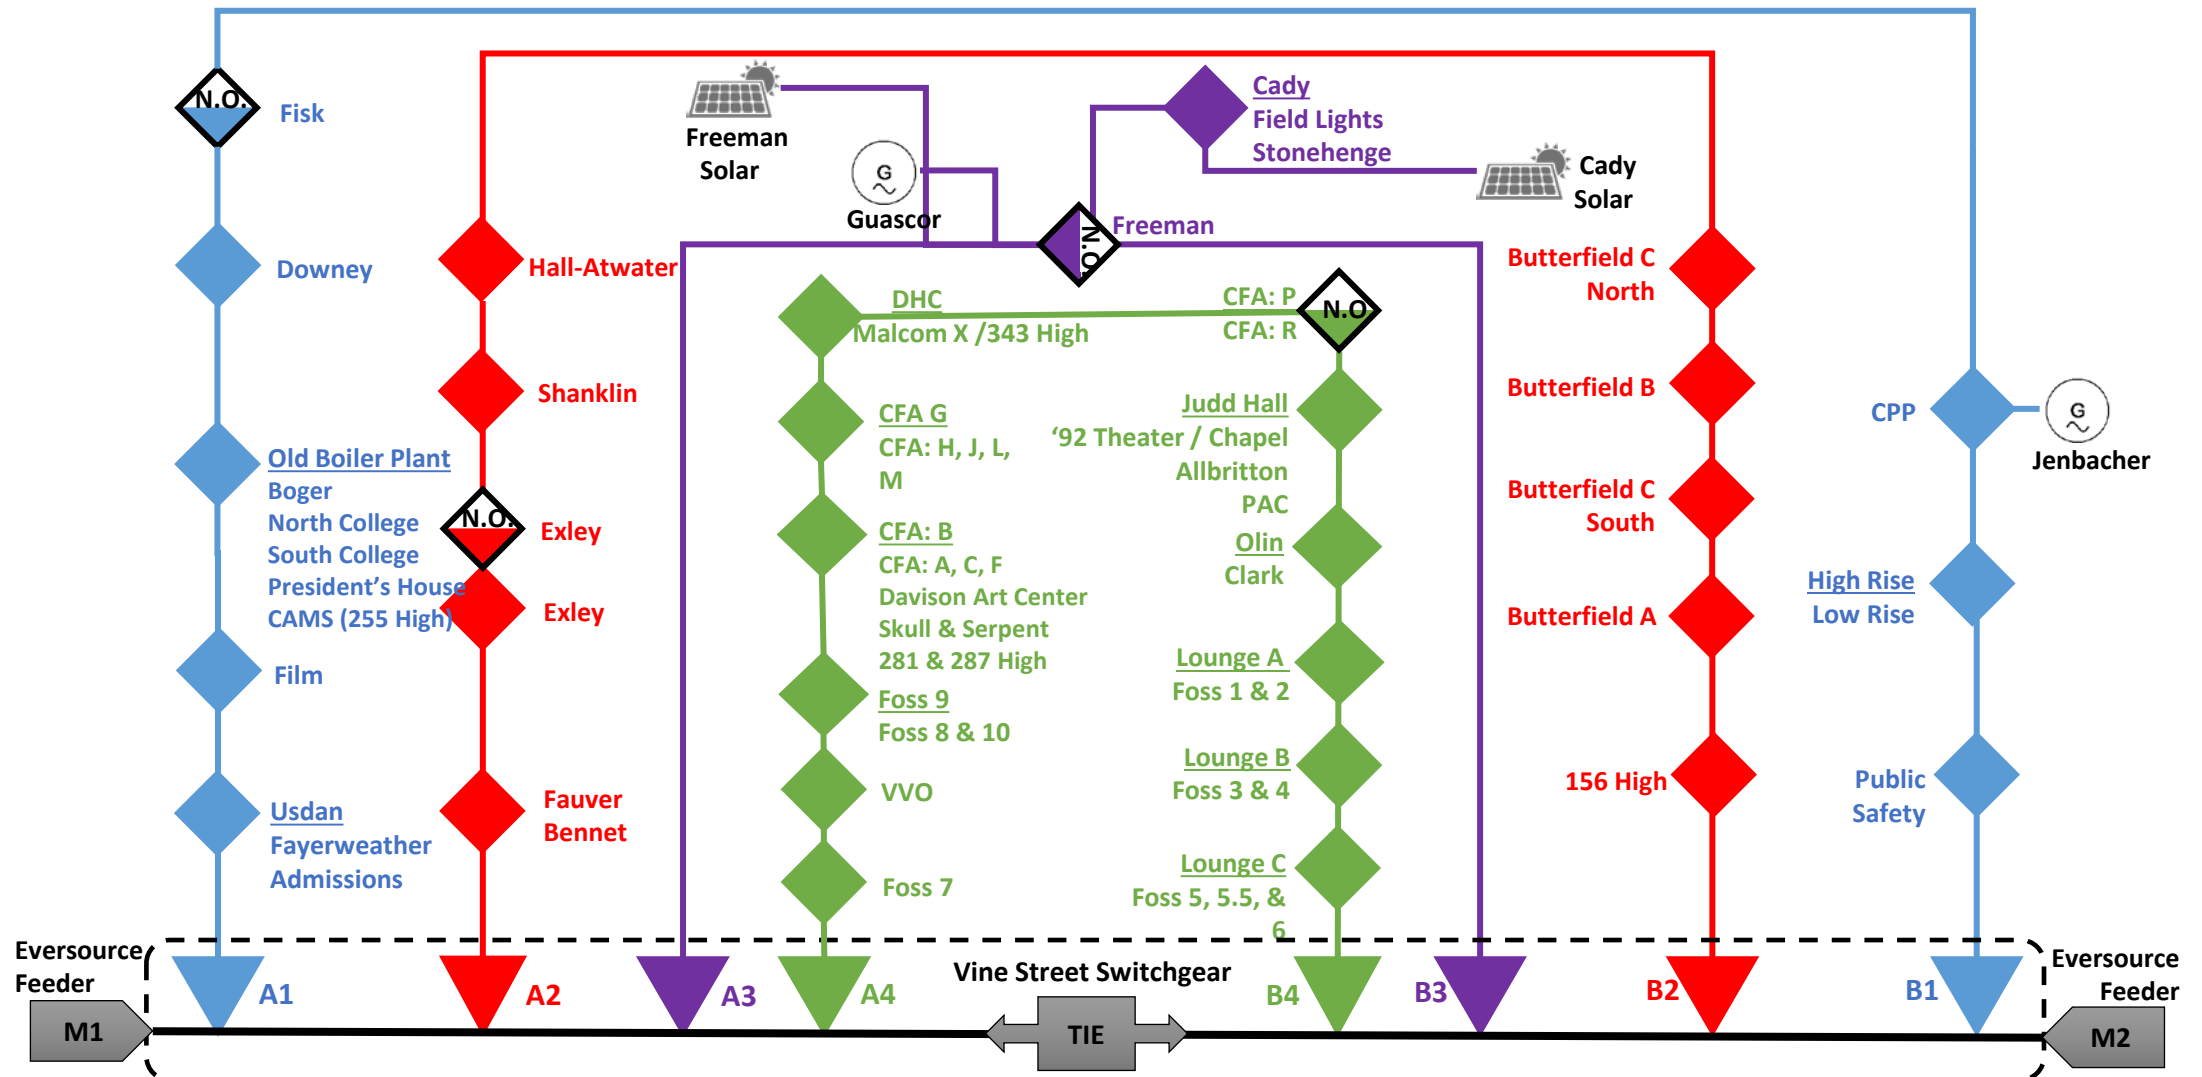 N.O.
Fisk
Downey
Old Boiler Plant
Boger
North College
South College
President's House
CAMS (255 High)
Film
Usdan
Fayerweather
Admissions
Hall-Atwater
Shanklin
N.O.
Exley
Exley
Fauver
Bennet
Freeman
Solar
G
Guascor
Cady
Field Lights
Stonehenge
Cady
Solar
Freeman
N.O.
DHC
Malcom X /343 High
CFA G
CFA: H, J, L,
M
CFA: B
CFA: A, C, F
Davison Art Center
Skull & Serpent
281 & 287 High
Foss 9
Foss 8 & 10
VVO
Foss 7
CFA: P
CFA: R
N.O
Judd Hall
‘92 Theater / Chapel
Allbritton
PAC
Olin
Clark
Lounge A
Foss 1 & 2
Lounge B
Foss 3 & 4
Lounge C
Foss 5, 5.5, &
6
Butterfield C
North
Butterfield B
Butterfield C
South
Butterfield A
156 High
CPP
G
Jenbacher
High Rise
Low Rise
Public
Safety
Eversource
Feeder
M1
A1
A2
A3
A4
Vine Street Switchgear
TIE
B4
B3
B2
B1
Eversource
Feeder
M2